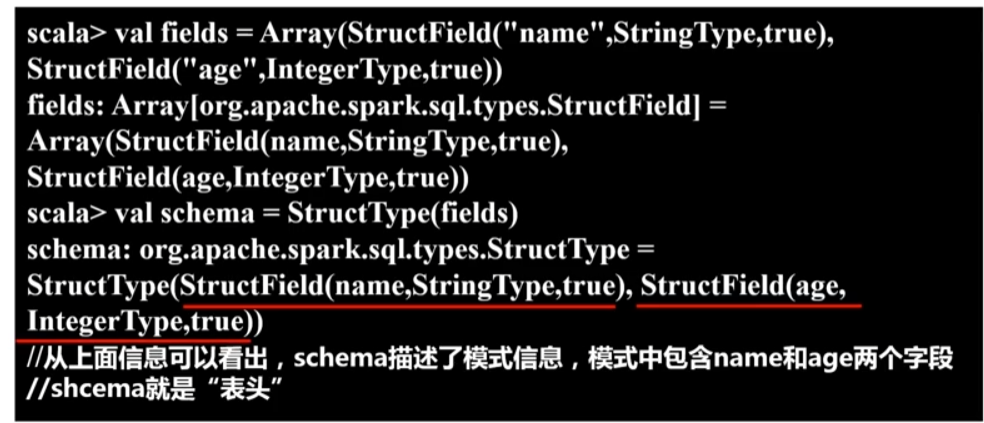 scala> val fields = Array(StructField("name",StringType,true),
StructField("age",IntegerType,true))
fields: Array[org.apache.spark.sql.types.StructField] =
Array(StructField(name,StringType,true),
StructField(age,IntegerType,true))
scala> val schema = StructType(fields)
schema: org.apache.spark.sql.types.StructType =
StructType(StructField(name,StringType,true), StructField(age,
IntegerType,true))
//从上面信息可以看出，schema描述了模式信息，模式中包含name和age两个字段
//shcema就是“表头”